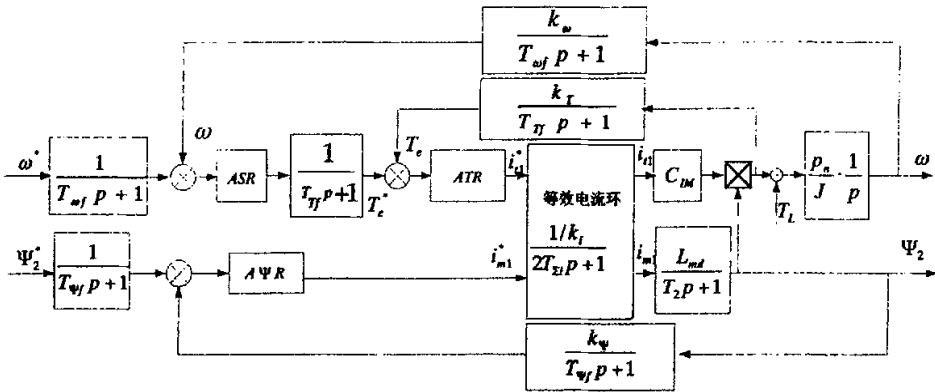 k_ω
T_ωf p + 1
k_T
T_Tf p + 1
ω
T_e
ω*
1
T_ωf p + 1
ASR
1
T_Tf p + 1
T_e*
ATR
i_t1*
等效电流环
1/k_i
2T_Σi p + 1
i_t1
C_IM
T_L
p_n
J
·
1
p
ω
Ψ_2*
1
T_Ψf p + 1
AΨR
i_m1*
i_m1
L_md
T_2 p + 1
Ψ_2
k_Ψ
T_Ψf p + 1